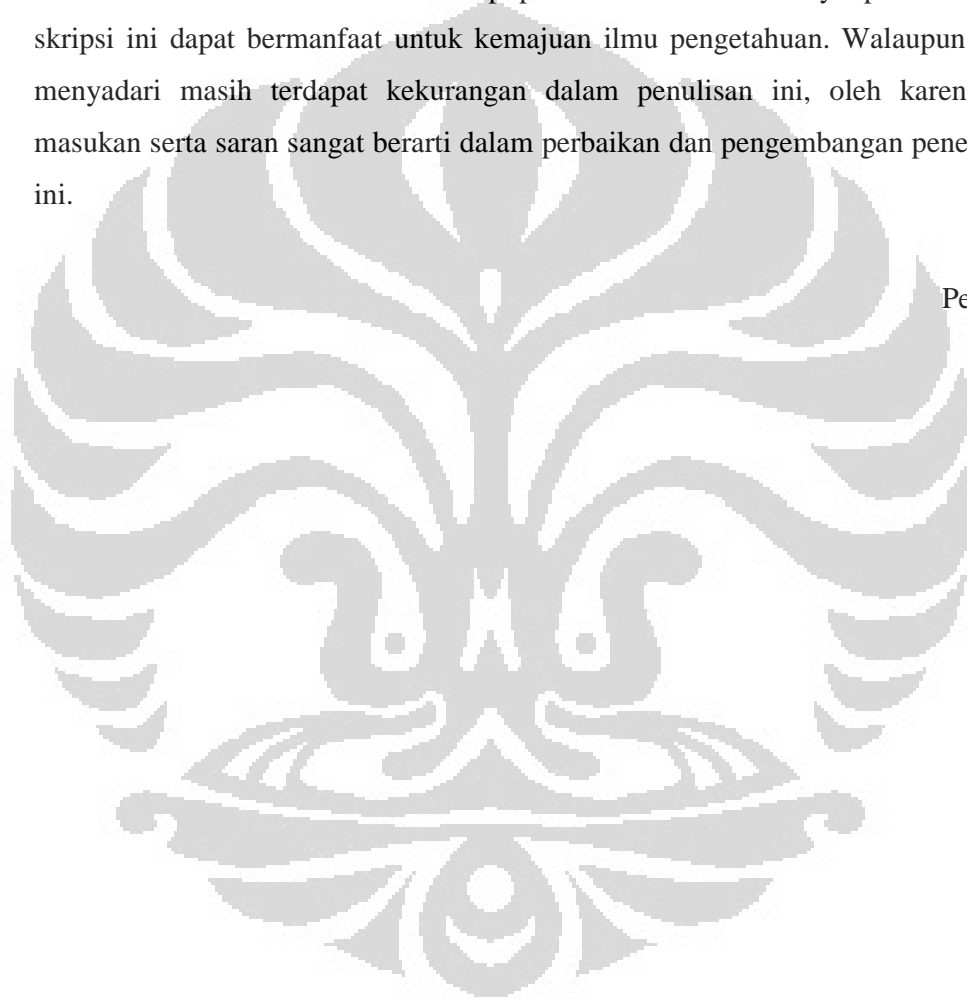 skripsi ini dapat bermanfaat untuk kemajuan ilmu pengetahuan. Walaupun
menyadari masih terdapat kekurangan dalam penulisan ini, oleh karen
masukan serta saran sangat berarti dalam perbaikan dan pengembangan pene
ini.
Pe